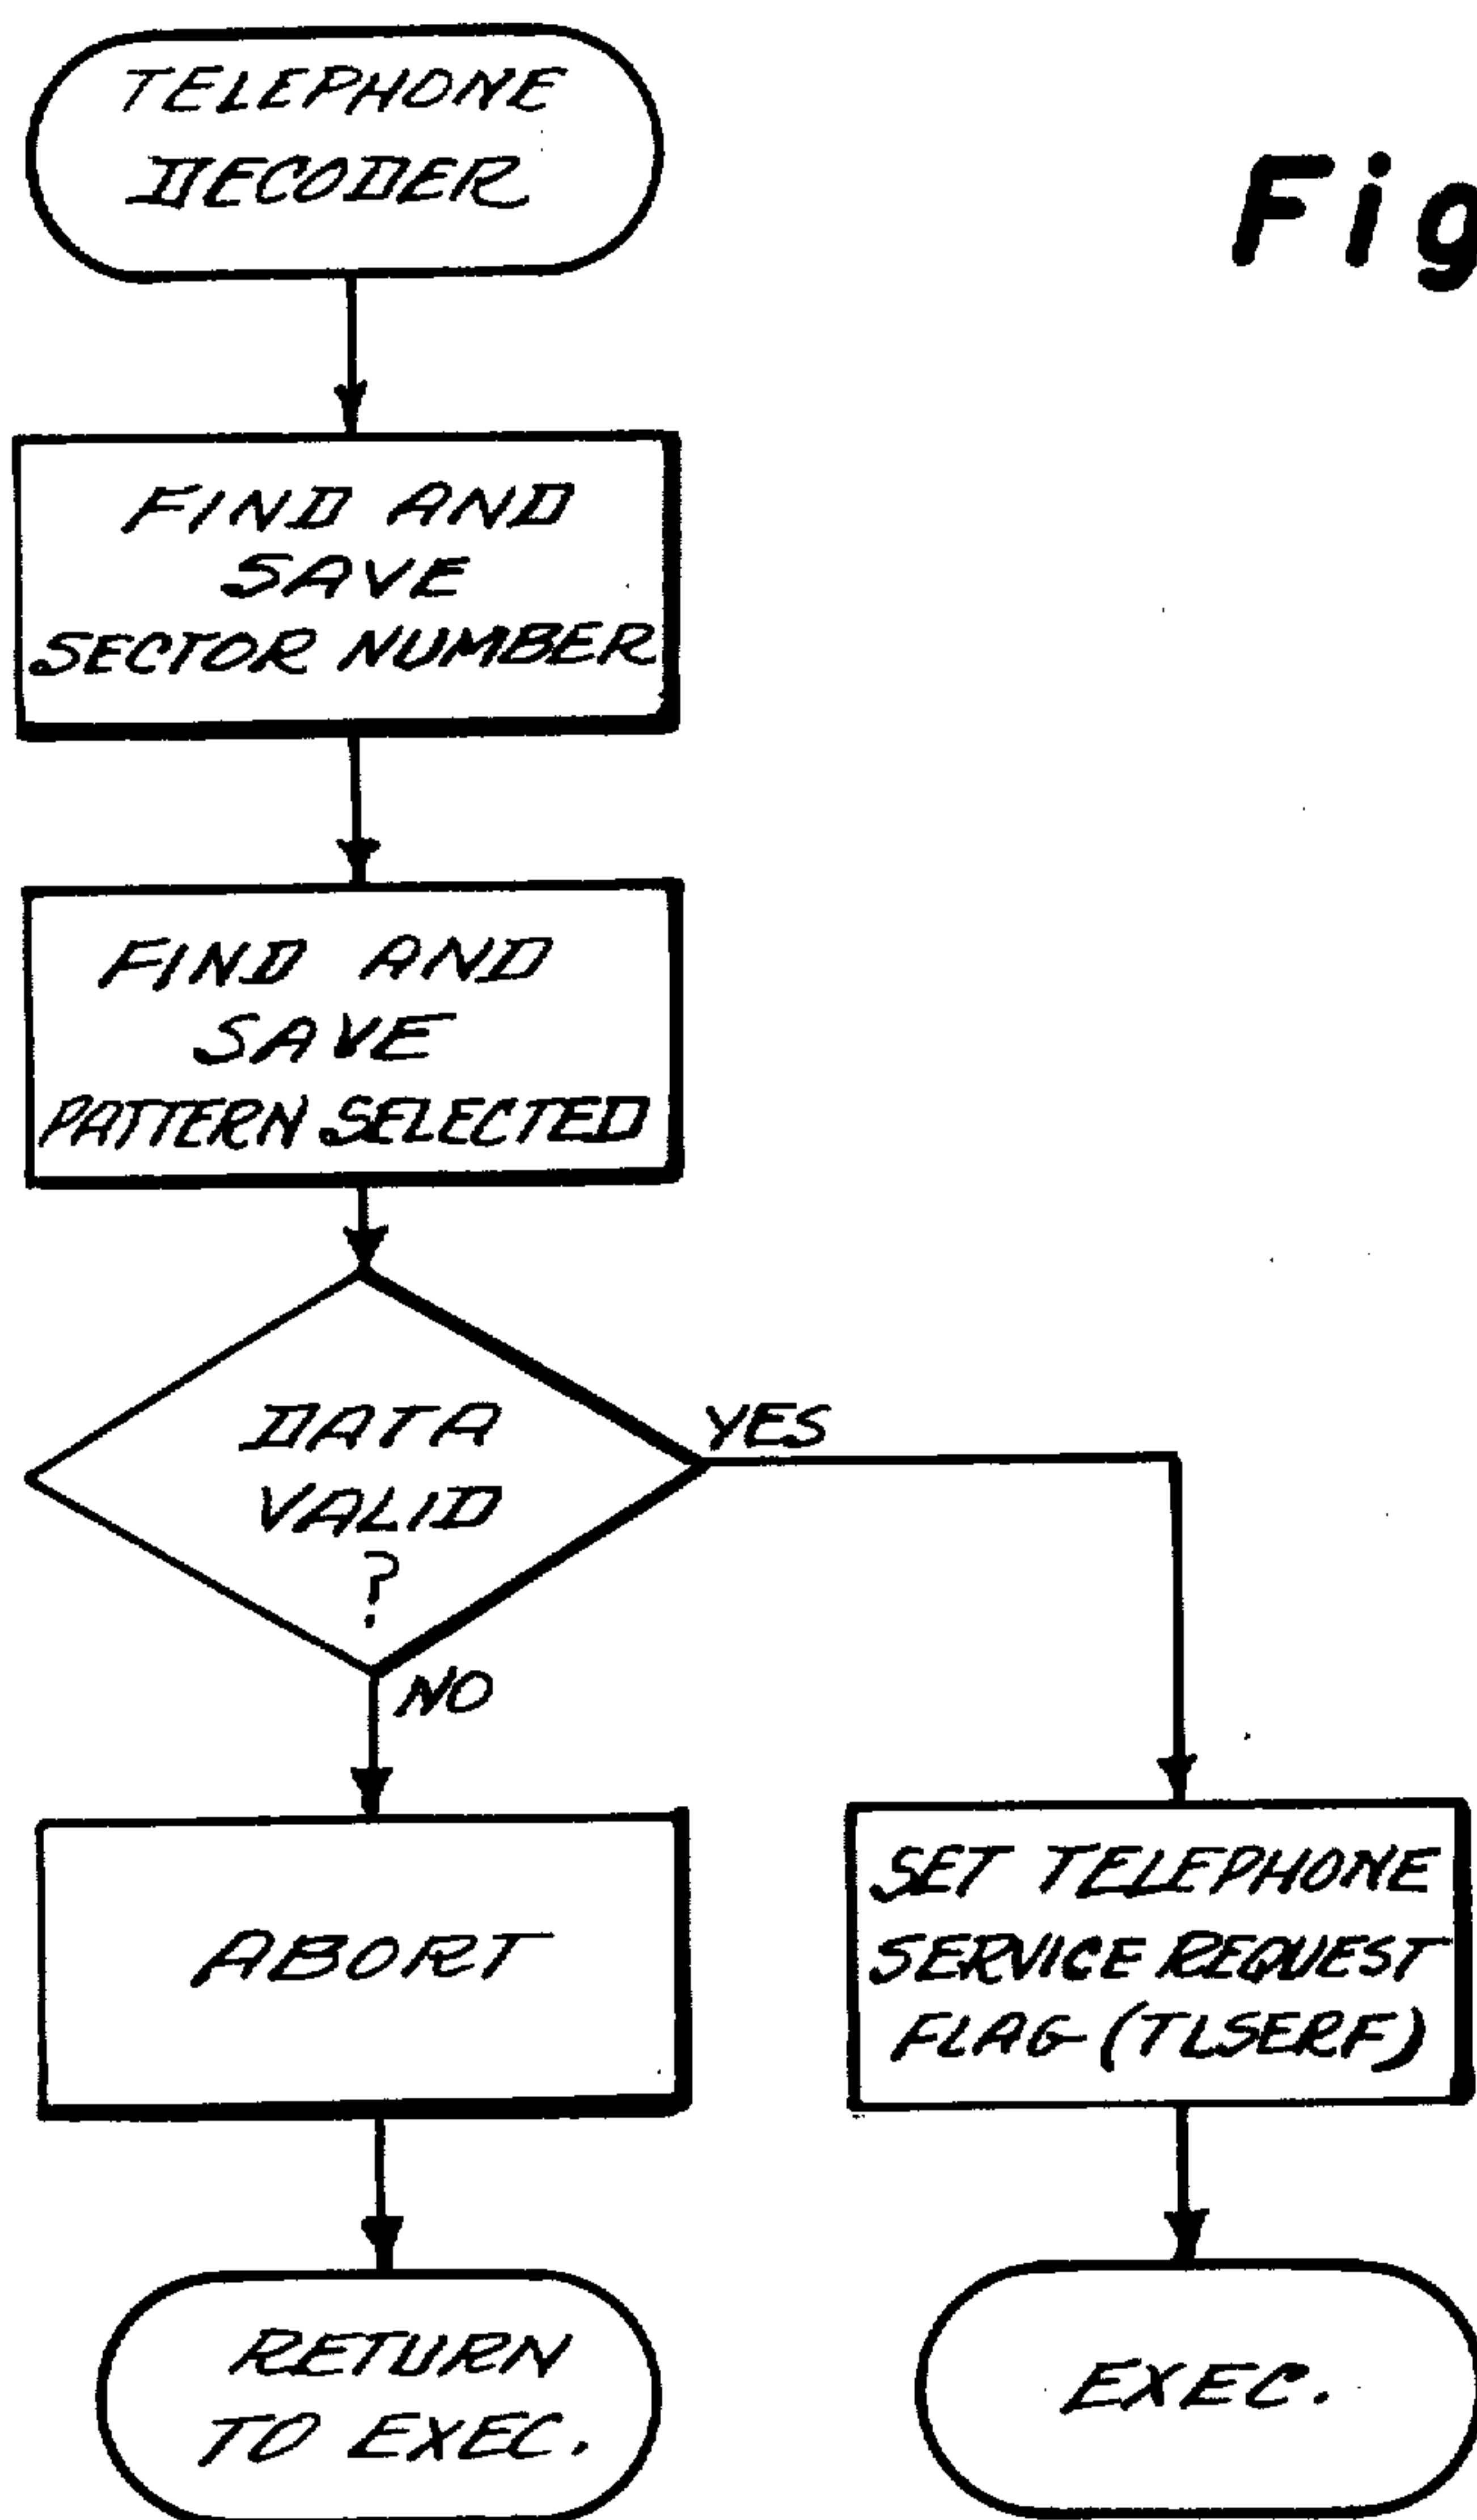 TELEPHONE
DECODER
Fig
FIND AND
SAVE
SECTOR NUMBER
FIND AND
SAVE
PATTERN SELECTED
DATA
VALID
?
YES
NO
ABORT
SET TELEPHONE
SERVICE REQUEST
FLAG (TLSERF)
RETURN
TO EXEC.
EXEC.